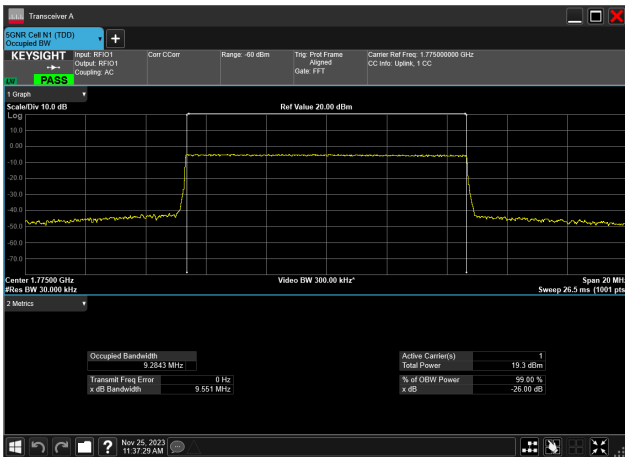 Transceiver A
5GNR Cell N1 (TDD)
Occupied BW
KEYSIGHT
PASS
Input: RFIO1
Output: RFIO1
Coupling: AC
Corr CCorr
Range: -60 dBm
Trig: Prot Frame
Aligned
Gate: FFT
Carrier Ref Freq: 1.775000000 GHz
CC Info: Uplink, 1 CC
1 Graph
Scale/Div 10.0 dB
Ref Value 20.00 dBm
Log
10.0
0.00
-10.0
-20.0
-30.0
-40.0
-50.0
-60.0
-70.0
Center 1.77500 GHz
Video BW 300.00 kHz*
Span 20 MHz
#Res BW 30.000 kHz
Sweep 26.5 ms (1001 pts)
2 Metrics
Occupied Bandwidth
9.2843 MHz
Transmit Freq Error 0 Hz
x dB Bandwidth 9.551 MHz
Active Carrier(s) 1
Total Power 19.3 dBm
% of OBW Power 99.00 %
x dB -26.00 dB
Nov 25, 2023
11:37:29 AM